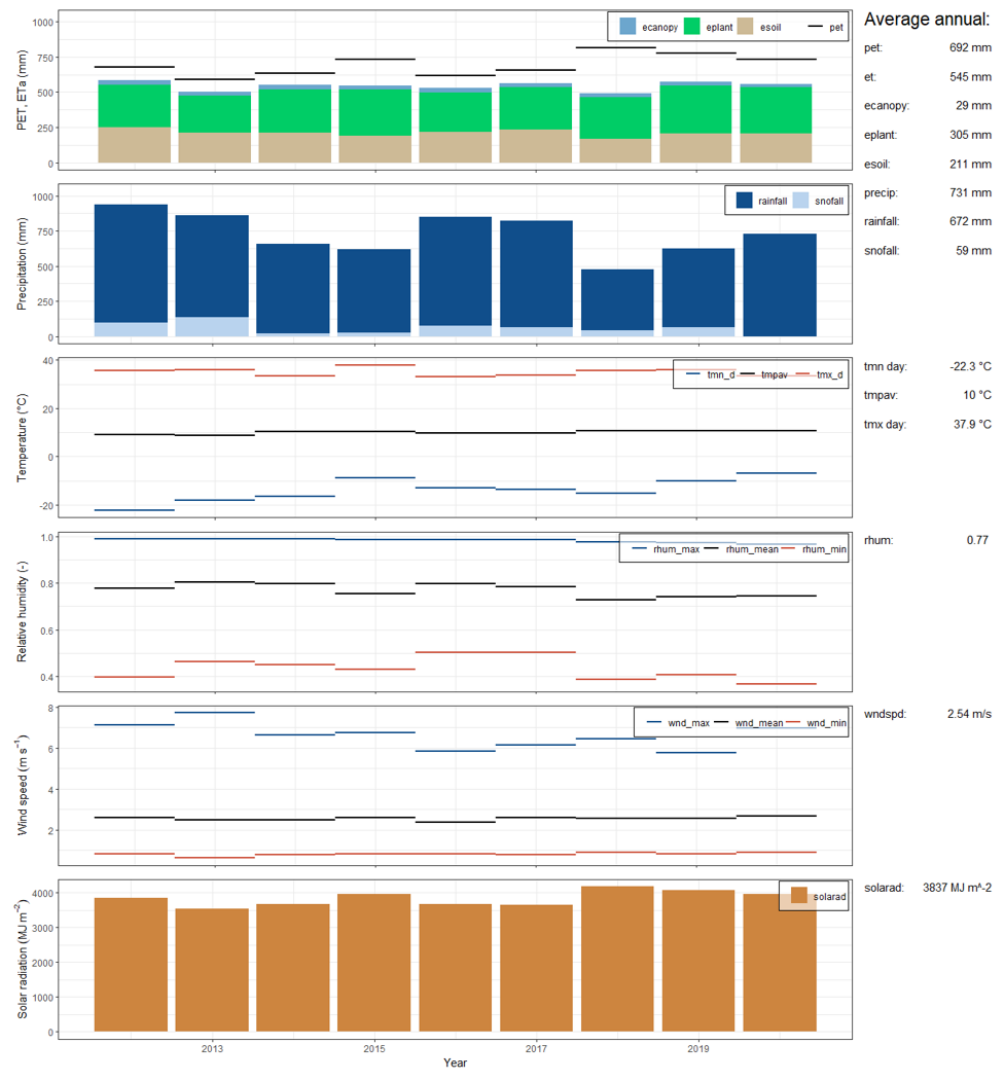 Average annual:
1000
750
500
250
0
PET, ETa (mm)
ecanopy eplant esoil pet
pet: 692 mm
et: 545 mm
ecanopy: 29 mm
eplant: 305 mm
esoil: 211 mm
precip: 731 mm
rainfall: 672 mm
snofall: 59 mm
1000
750
500
250
0
Precipitation (mm)
rainfall snofall
40
20
0
-20
Temperature (°C)
tmn_d tmpav tmx_d
tmn day: -22.3 °C
tmpav: 10 °C
tmx day: 37.9 °C
1.0
0.8
0.6
0.4
Relative humidity (-)
rhum_max rhum_mean rhum_min
rhum: 0.77
8
6
4
2
Wind speed (m s⁻¹)
wnd_max wnd_mean wnd_min
wndspd: 2.54 m/s
4000
3000
2000
1000
0
Solar radiation (MJ m⁻²)
solarad
solarad: 3837 MJ m^-2
2013 2015 2017 2019
Year